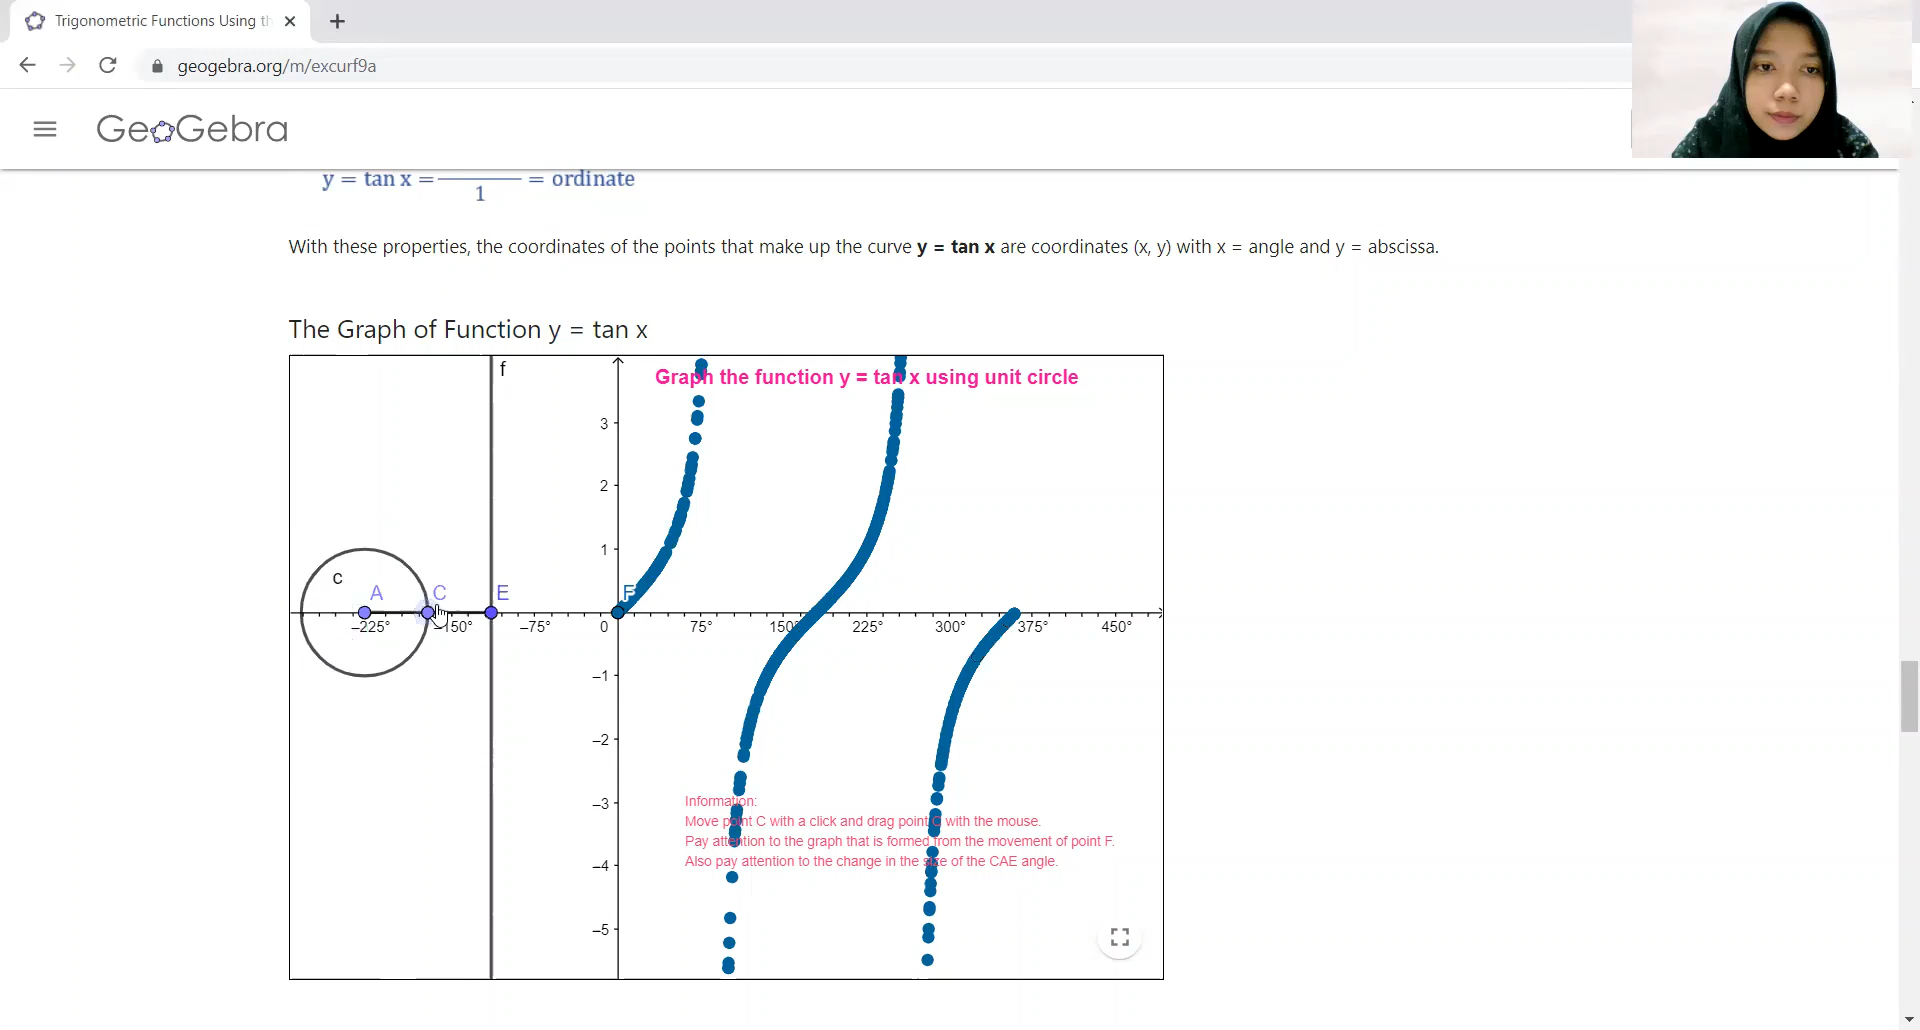 Trigonometric Functions Using th
geogebra.org/m/excurf9a
GeoGebra
y = tan x = = ordinate
1
With these properties, the coordinates of the points that make up the curve y = tan x are coordinates (x, y) with x = angle and y = abscissa.
The Graph of Function y = tan x
f
Graph the function y = tan x using unit circle
3
2
1
c
A
C
E
F
−225°
−150°
−75°
0
75°
150°
225°
300°
375°
450°
−1
−2
−3
−4
−5
Information:
Move point C with a click and drag point C with the mouse.
Pay attention to the graph that is formed from the movement of point F.
Also pay attention to the change in the size of the CAE angle.